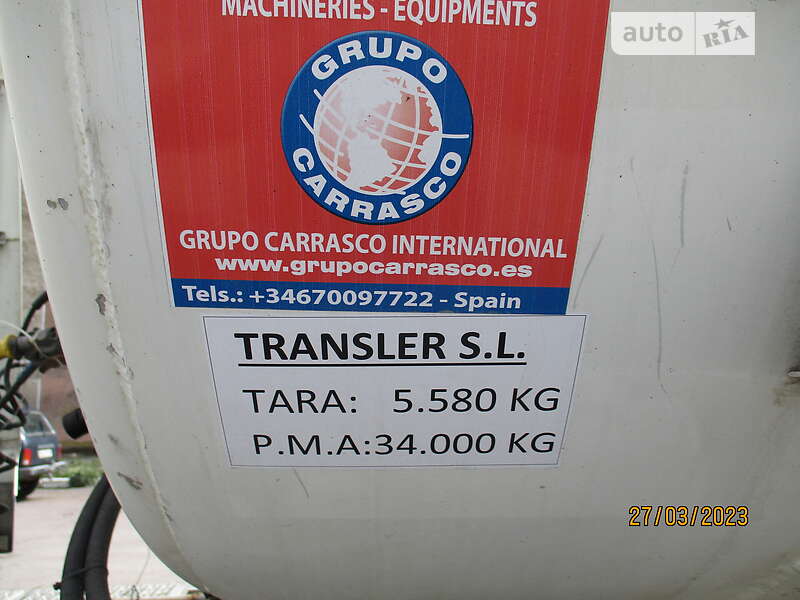 MACHINERIES - EQUIPMENTS
auto RIA
GRUPO
CARRASCO
GRUPO CARRASCO INTERNATIONAL
www.grupocarrasco.es
Tels.: +34670097722 - Spain
TRANSLER S.L.
TARA: 5.580 KG
P.M.A:34.000 KG
27/03/2023